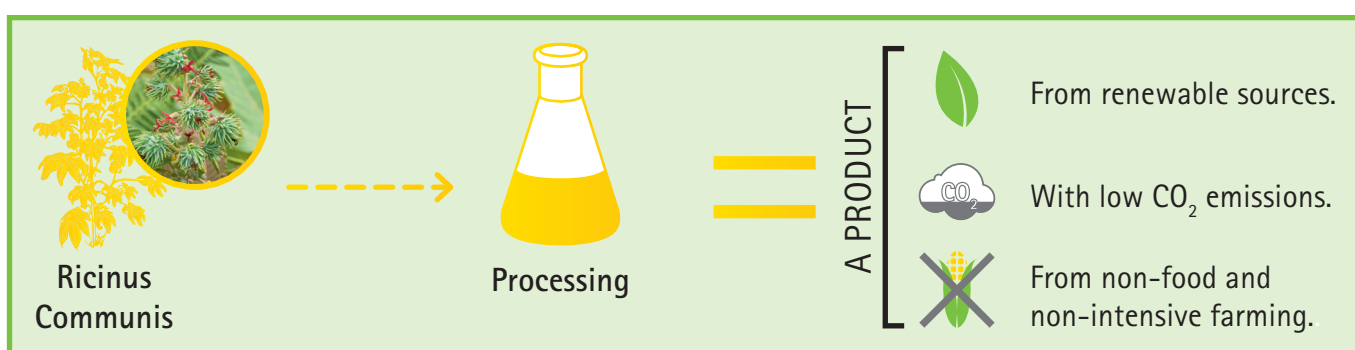 Ricinus
Communis
Processing
A PRODUCT
From renewable sources.
CO₂
With low CO₂ emissions.
From non-food and
non-intensive farming.